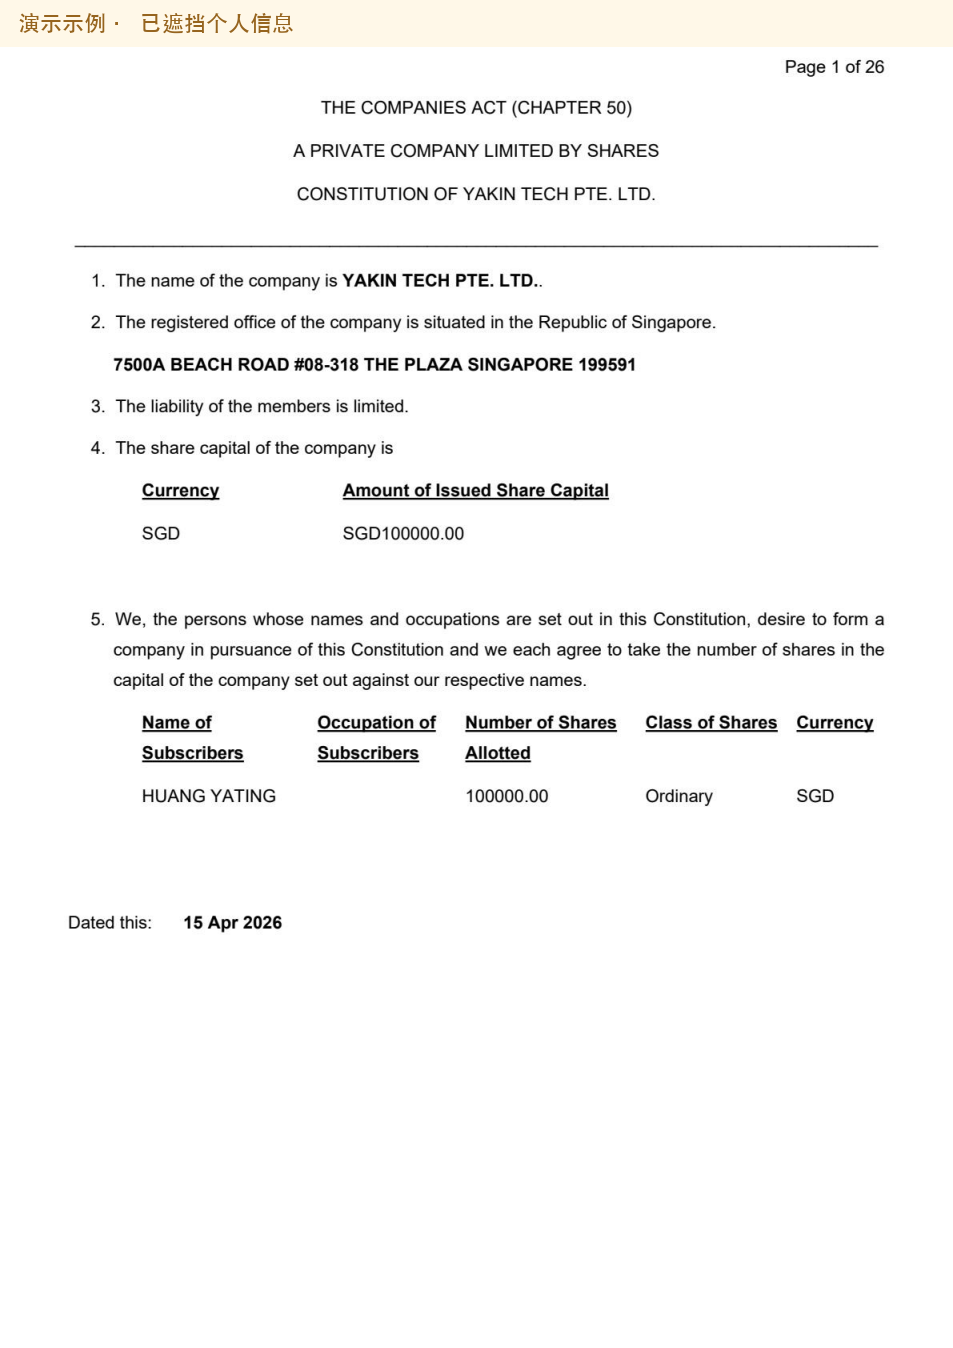 演示示例 · 已遮挡个人信息
Page 1 of 26
THE COMPANIES ACT (CHAPTER 50)
A PRIVATE COMPANY LIMITED BY SHARES
CONSTITUTION OF YAKIN TECH PTE. LTD.
1. The name of the company is YAKIN TECH PTE. LTD..
2. The registered office of the company is situated in the Republic of Singapore.
7500A BEACH ROAD #08-318 THE PLAZA SINGAPORE 199591
3. The liability of the members is limited.
4. The share capital of the company is
Currency Amount of Issued Share Capital
SGD SGD100000.00
5. We, the persons whose names and occupations are set out in this Constitution, desire to form a
company in pursuance of this Constitution and we each agree to take the number of shares in the
capital of the company set out against our respective names.
Name of Occupation of Number of Shares Class of Shares Currency
Subscribers Subscribers Allotted
HUANG YATING 100000.00 Ordinary SGD
Dated this: 15 Apr 2026